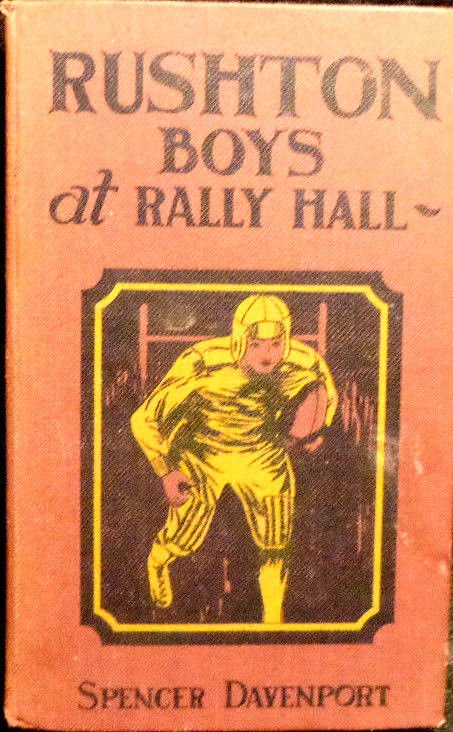 RUSHTON
BOYS
at RALLY HALL~
SPENCER DAVENPORT